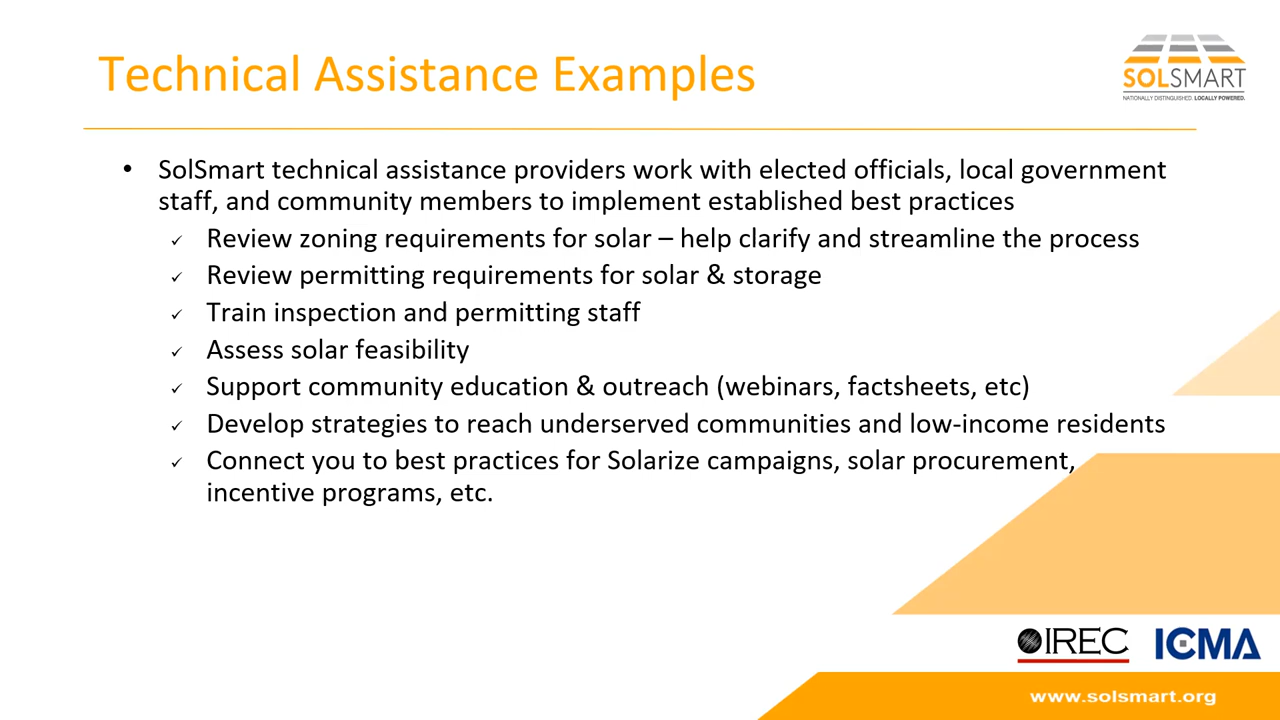 Technical Assistance Examples
SOLSMART
NATIONALLY DISTINGUISHED. LOCALLY POWERED.
• SolSmart technical assistance providers work with elected officials, local government
staff, and community members to implement established best practices
✓ Review zoning requirements for solar – help clarify and streamline the process
✓ Review permitting requirements for solar & storage
✓ Train inspection and permitting staff
✓ Assess solar feasibility
✓ Support community education & outreach (webinars, factsheets, etc)
✓ Develop strategies to reach underserved communities and low-income residents
✓ Connect you to best practices for Solarize campaigns, solar procurement,
incentive programs, etc.
IREC ICMA
www.solsmart.org